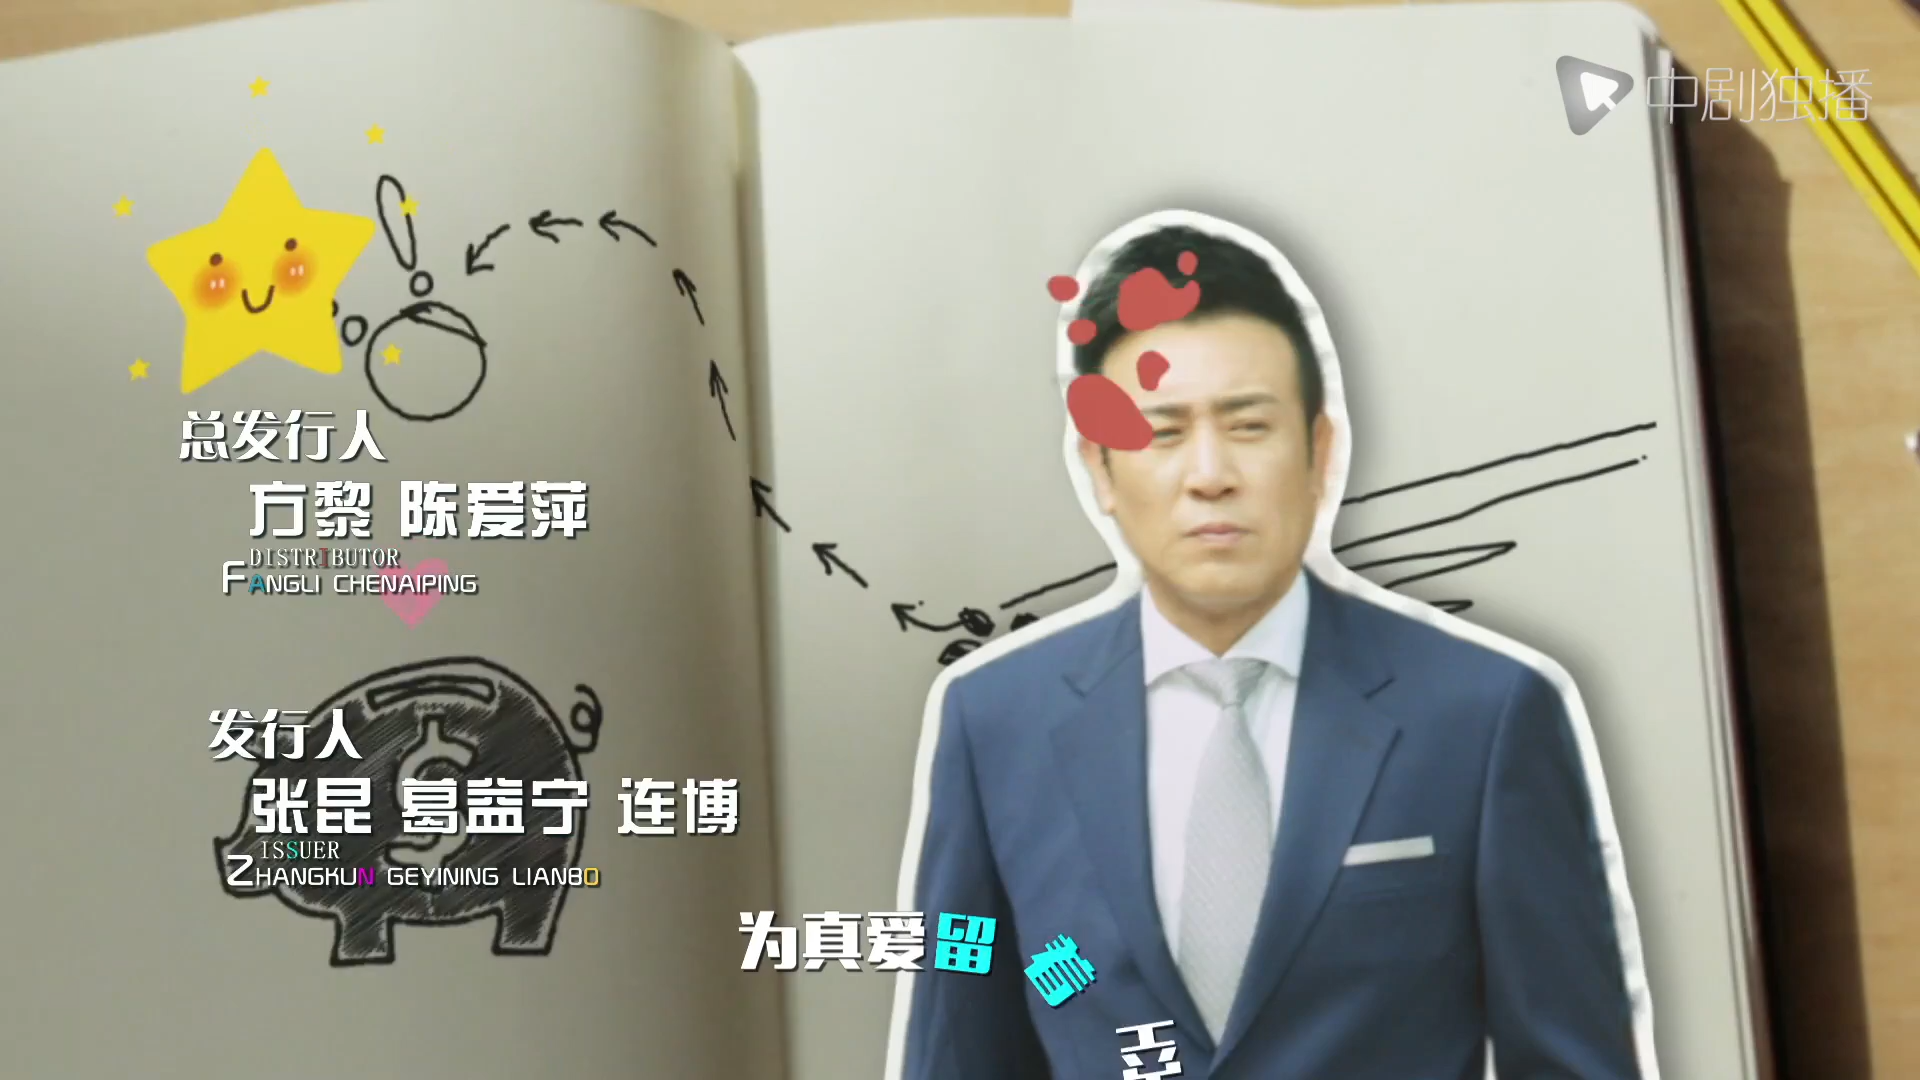 中剧独播
总发行人
方黎 陈爱萍
DISTRIBUTOR
FANGLI CHENAIPING
发行人
张昆 葛益宁 连博
ISSUER
ZHANGKUN GEYINING LIANBO
为真爱留着